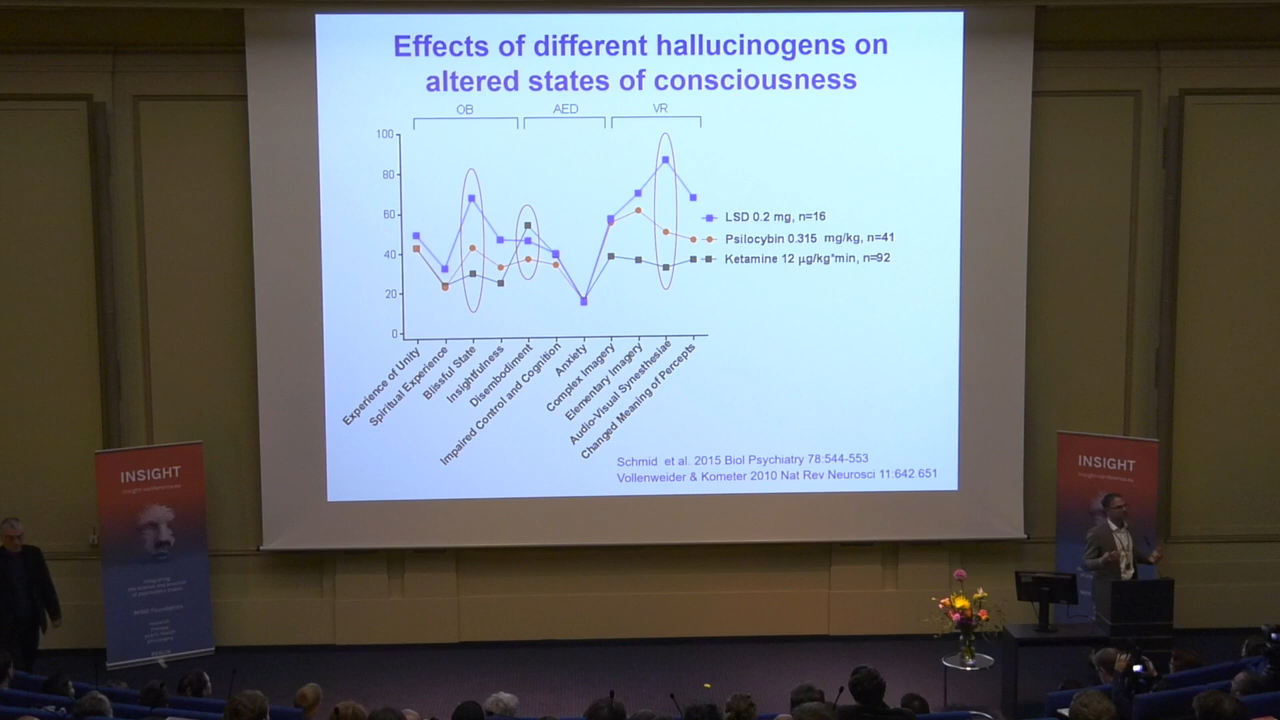 Effects of different hallucinogens on
altered states of consciousness
OB AED VR
100
80
60
40
20
0
LSD 0.2 mg, n=16
Psilocybin 0.315 mg/kg, n=41
Ketamine 12 μg/kg*min, n=92
Experience of Unity
Spiritual Experience
Blissful State
Insightfulness
Disembodiment
Impaired Control and Cognition
Anxiety
Complex Imagery
Elementary Imagery
Audio-Visual Synesthesiae
Changed Meaning of Percepts
Schmid et al. 2015 Biol Psychiatry 78:544-553
Vollenweider & Kometer 2010 Nat Rev Neurosci 11:642 651
INSIGHT
INSIGHT